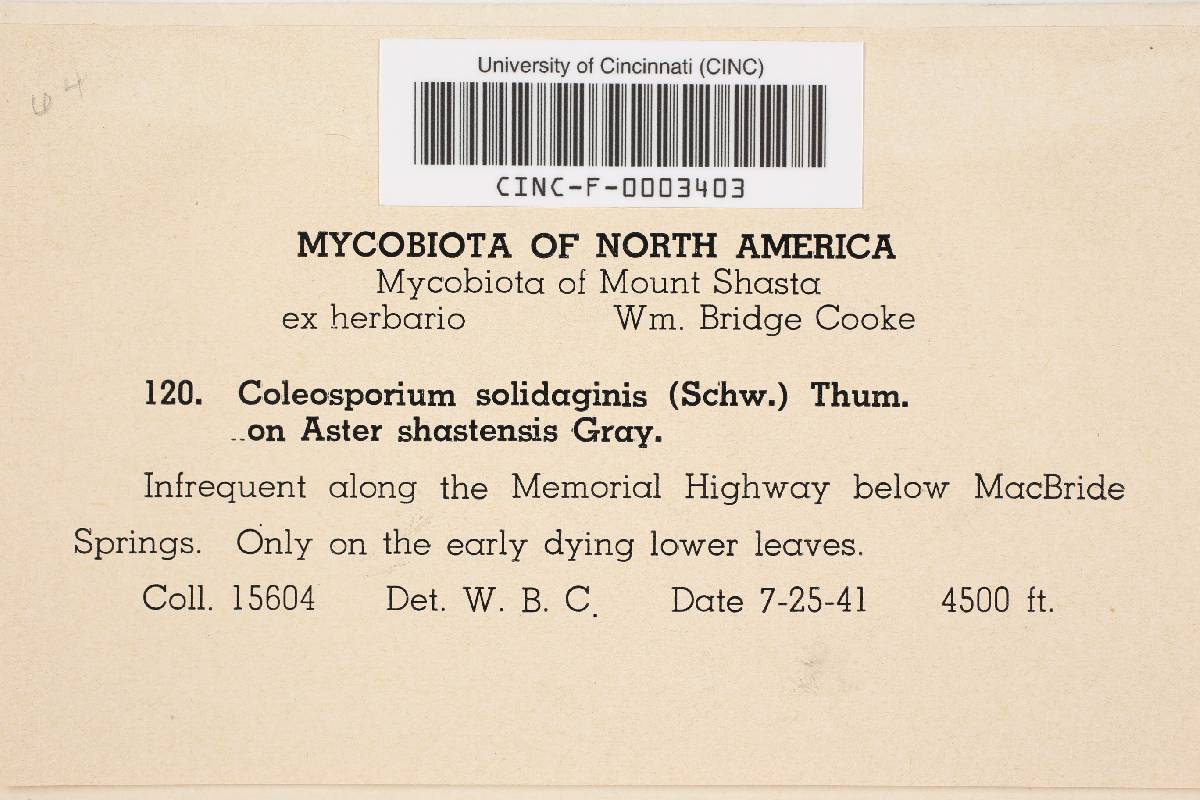 64
University of Cincinnati (CINC)
CINC-F-0003403
MYCOBIOTA OF NORTH AMERICA
Mycobiota of Mount Shasta
ex herbario Wm. Bridge Cooke
120. Coleosporium solidaginis (Schw.) Thum.
on Aster shastensis Gray.
Infrequent along the Memorial Highway below MacBride
Springs. Only on the early dying lower leaves.
Coll. 15604 Det. W. B. C. Date 7-25-41 4500 ft.